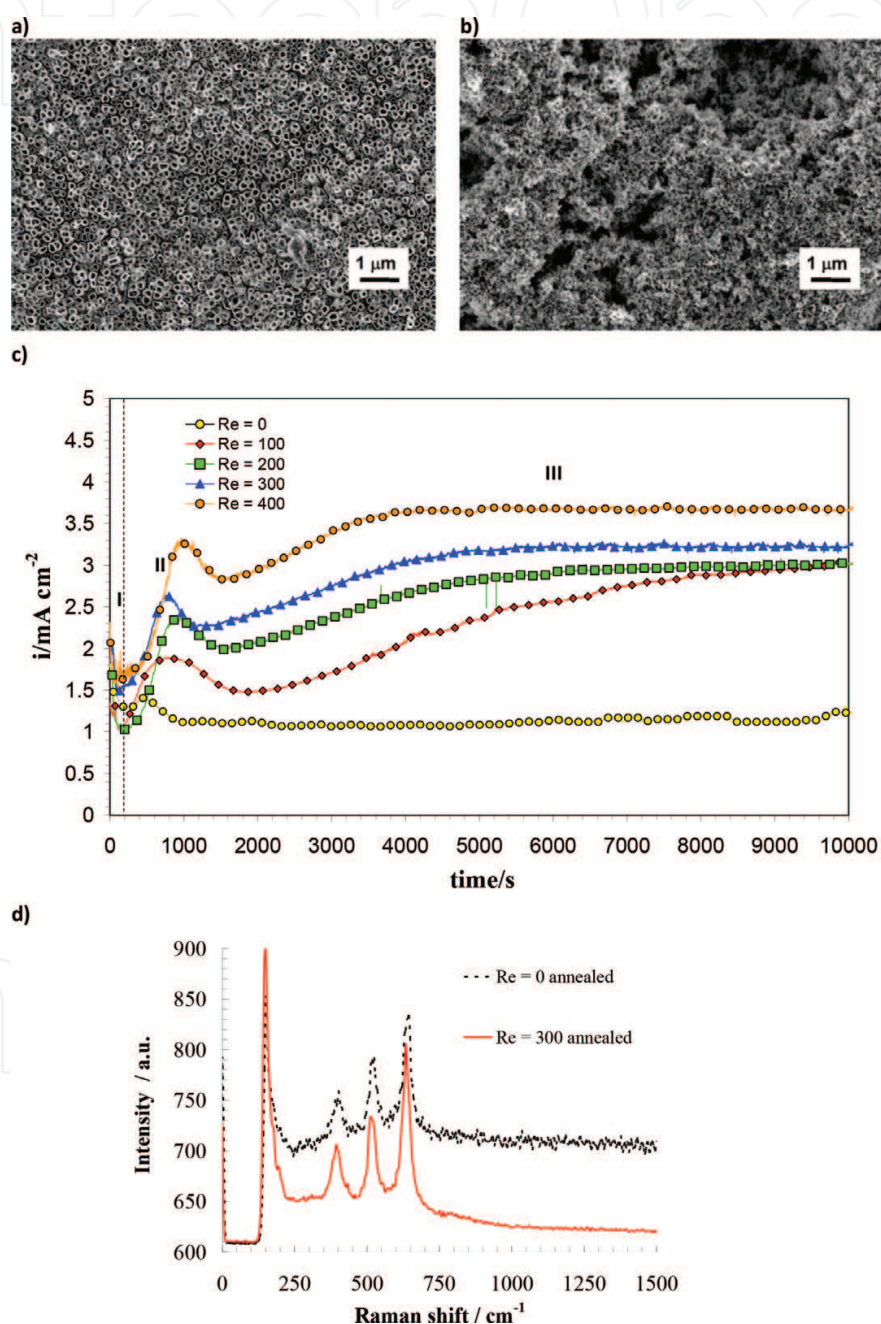 a)
b)
1 μm
1 μm
c)
5
4.5
4
3.5
3
2.5
2
1.5
1
0.5
0
i/mA cm-2
Re = 0
Re = 100
Re = 200
Re = 300
Re = 400
I
II
III
0 1000 2000 3000 4000 5000 6000 7000 8000 9000 10000
time/s
d)
900
850
800
750
700
650
600
Intensity / a.u.
Re = 0 annealed
Re = 300 annealed
0 250 500 750 1000 1250 1500
Raman shift / cm-1